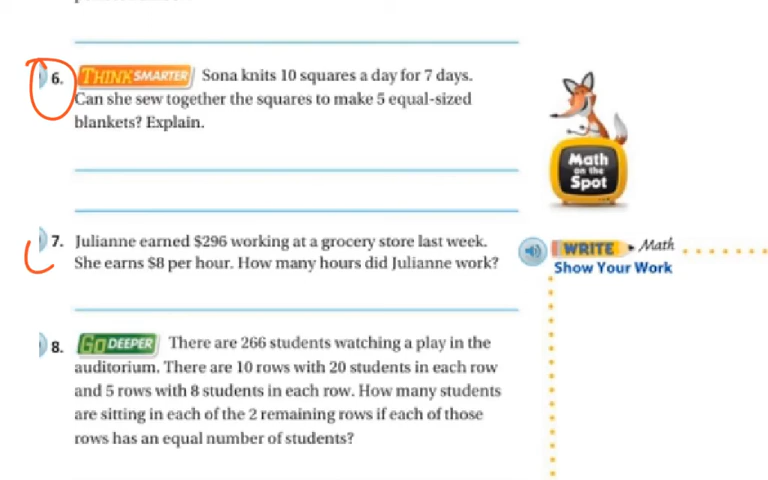 6. THINK SMARTER Sona knits 10 squares a day for 7 days.
Can she sew together the squares to make 5 equal-sized
blankets? Explain.
Math
on the
Spot
7. Julianne earned $296 working at a grocery store last week.
She earns $8 per hour. How many hours did Julianne work?
WRITE Math
Show Your Work
8. GO DEEPER There are 266 students watching a play in the
auditorium. There are 10 rows with 20 students in each row
and 5 rows with 8 students in each row. How many students
are sitting in each of the 2 remaining rows if each of those
rows has an equal number of students?